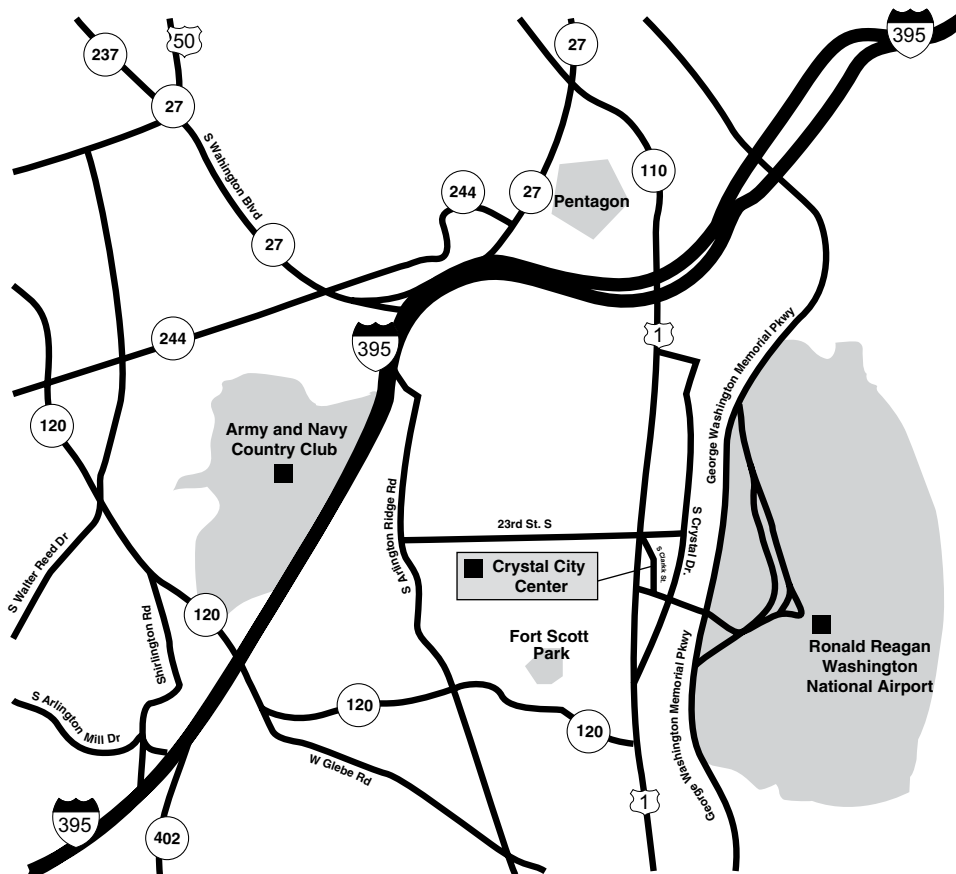 395
50
27
237
27
S Wahington Blvd
110
244
27
Pentagon
27
George Washington Memorial Pkwy
1
244
395
120
Army and Navy
Country Club
S Arlington Ridge Rd
23rd St. S
S Crystal Dr.
S Clarkk St.
S Walter Reed Dr
Crystal City
Center
120
Shirlington Rd
Fort Scott
Park
Ronald Reagan
Washington
National Airport
S Arlington
Mill Dr
120
120
George Washington Memorial Pkwy
W Glebe Rd
1
395
402